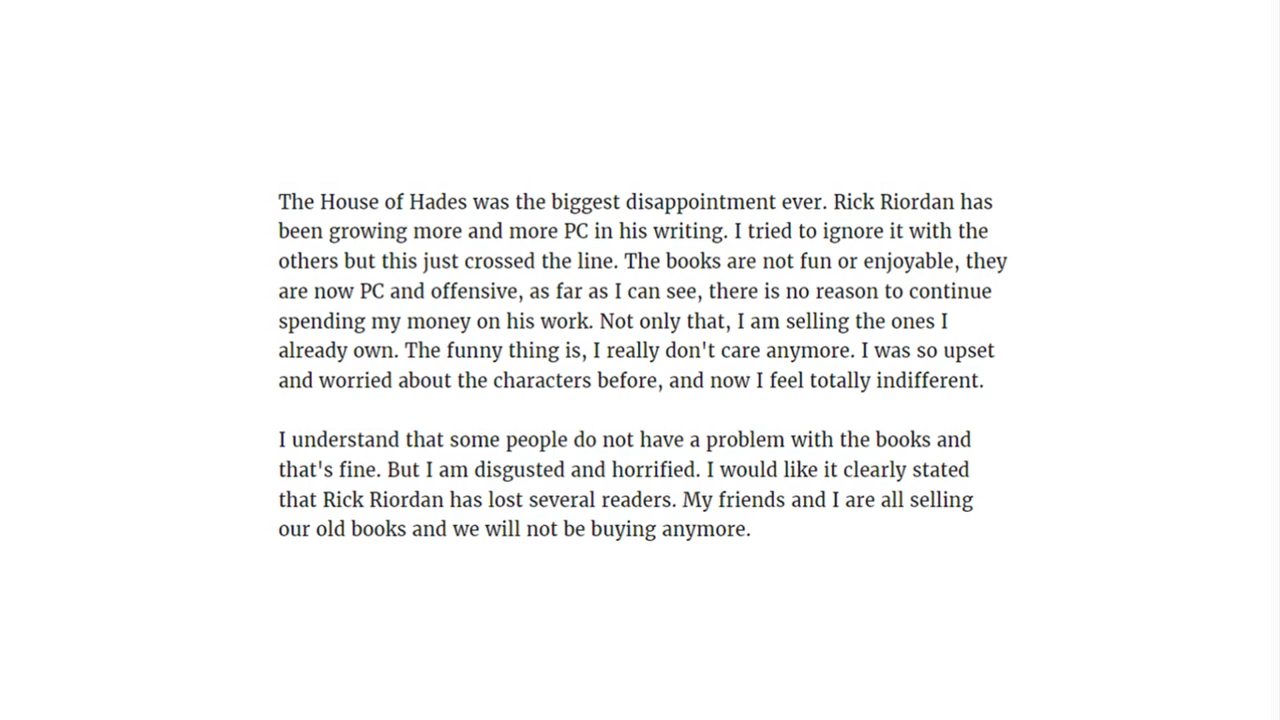 The House of Hades was the biggest disappointment ever. Rick Riordan has
been growing more and more PC in his writing. I tried to ignore it with the
others but this just crossed the line. The books are not fun or enjoyable, they
are now PC and offensive, as far as I can see, there is no reason to continue
spending my money on his work. Not only that, I am selling the ones I
already own. The funny thing is, I really don't care anymore. I was so upset
and worried about the characters before, and now I feel totally indifferent.
I understand that some people do not have a problem with the books and
that's fine. But I am disgusted and horrified. I would like it clearly stated
that Rick Riordan has lost several readers. My friends and I are all selling
our old books and we will not be buying anymore.